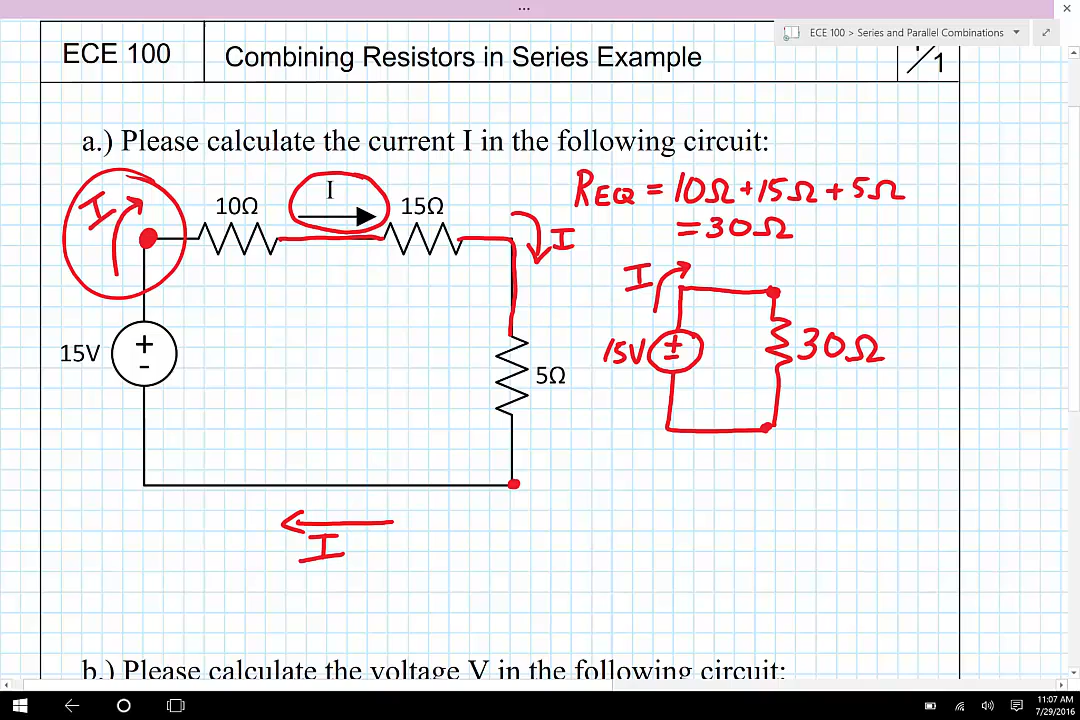 ECE 100 > Series and Parallel Combinations
ECE 100
Combining Resistors in Series Example
1/1
a.) Please calculate the current I in the following circuit:
REQ = 10Ω+15Ω+5Ω
= 30Ω
I
10Ω
I
15Ω
I
I
15V
+
-
5Ω
15V
+
-
30Ω
I
b.) Please calculate the voltage V in the following circuit:
11:07 AM
7/29/2016